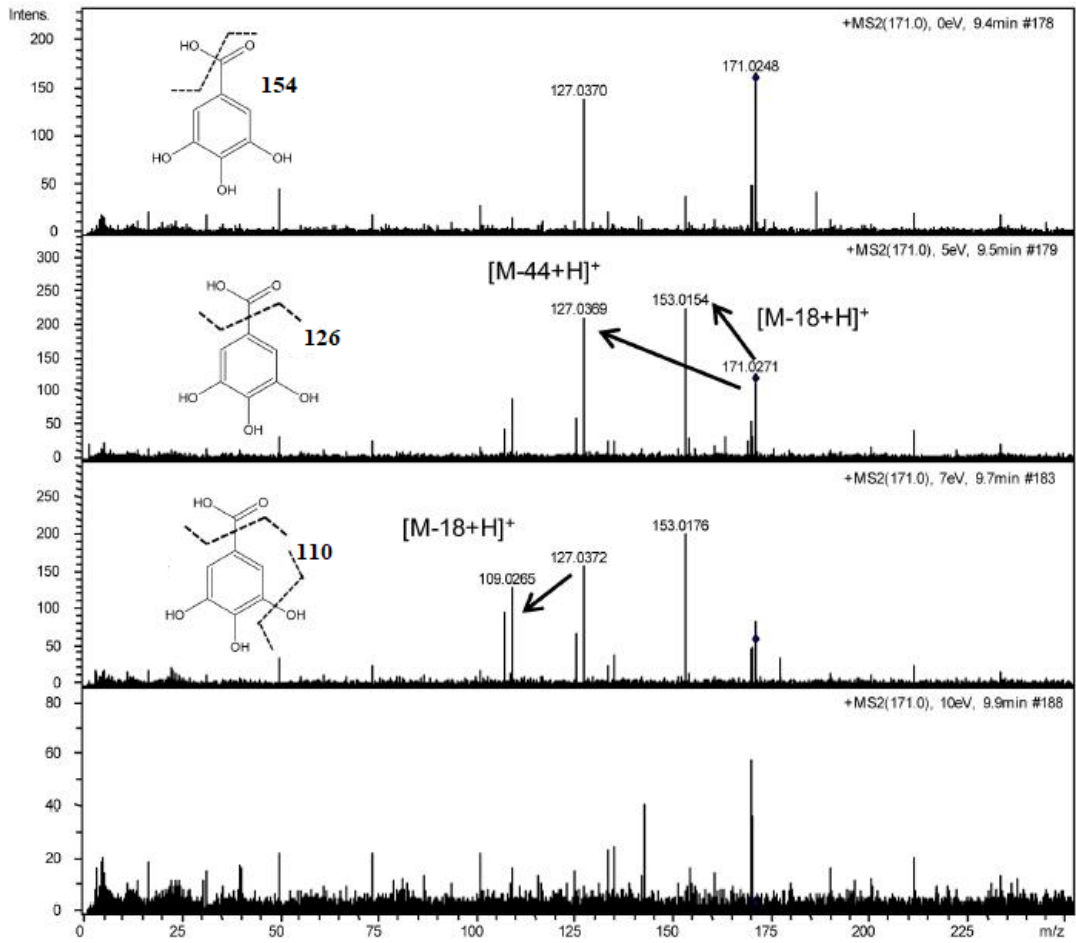 Intens.
+MS2(171.0), 0eV, 9.4min #178
200
150
100
50
0
HO
O
154
HO
OH
OH
127.0370
171.0248
+MS2(171.0), 5eV, 9.5min #179
300
250
200
150
100
50
0
HO
O
126
HO
OH
OH
[M-44+H]+
127.0369
153.0154
[M-18+H]+
171.0271
+MS2(171.0), 7eV, 9.7min #183
250
200
150
100
50
0
HO
O
110
HO
OH
OH
[M-18+H]+
109.0265
127.0372
153.0176
+MS2(171.0), 10eV, 9.9min #188
80
60
40
20
0
0 25 50 75 100 125 150 175 200 225 m/z